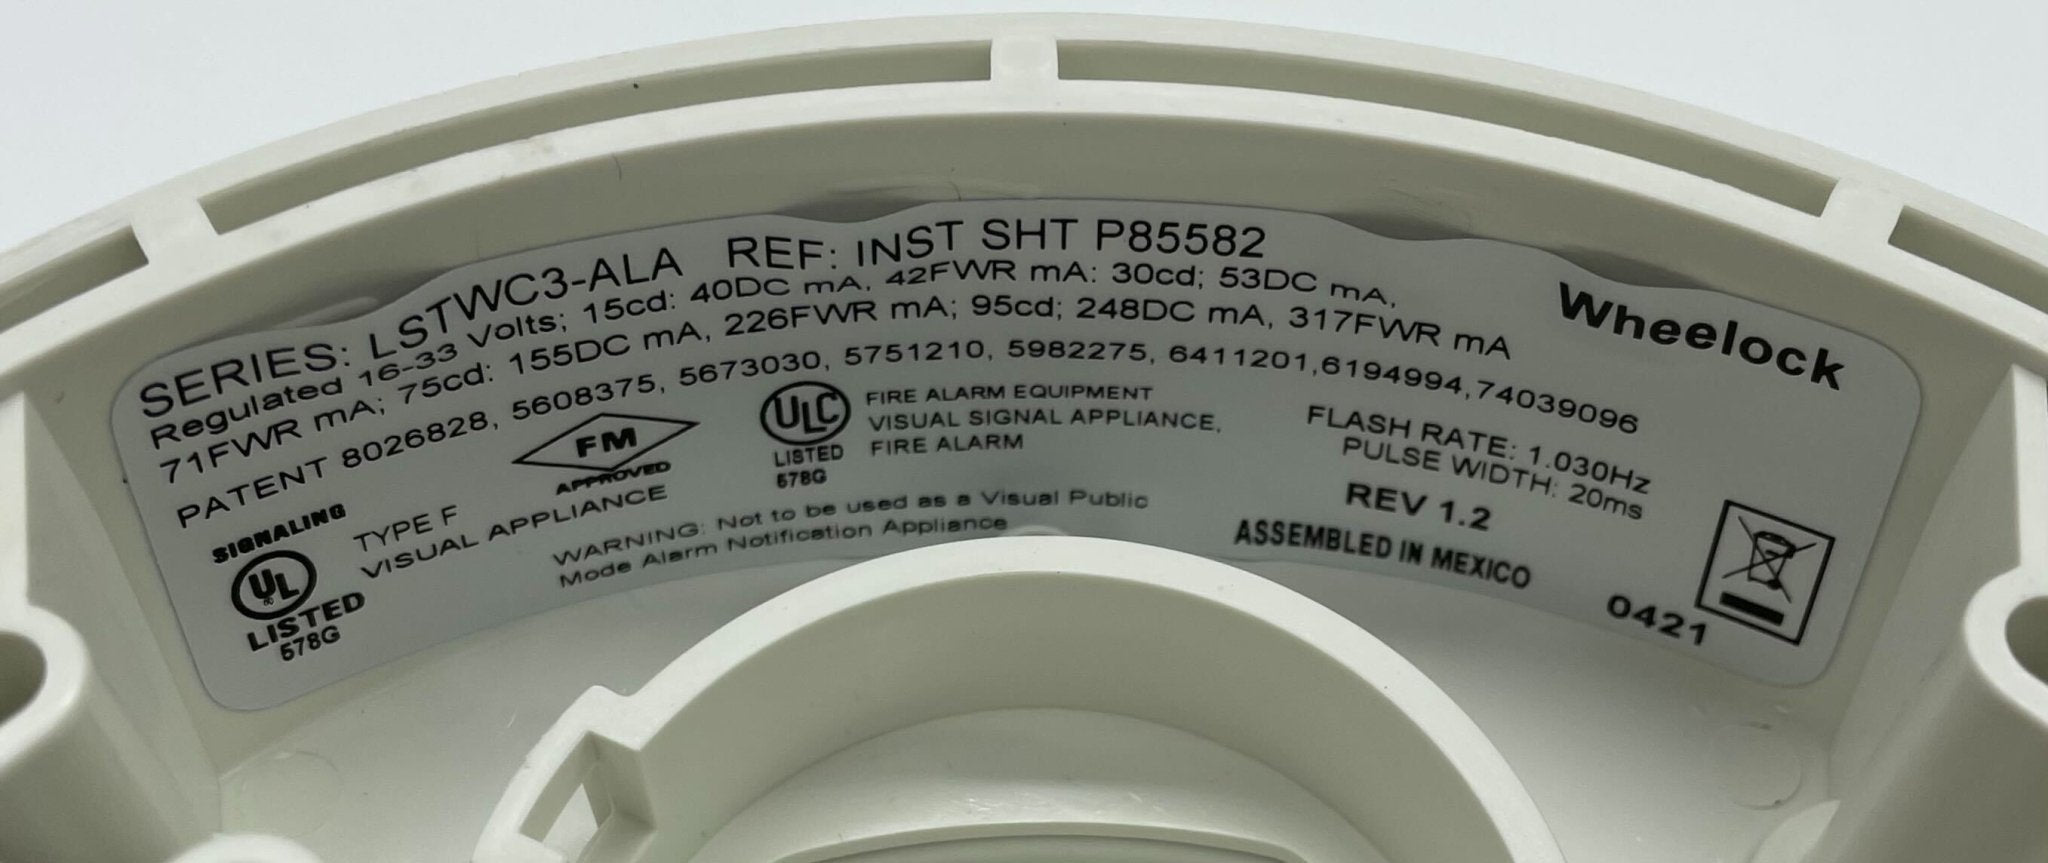 SERIES: LSTWC3-ALA REF: INST SHT P85582
Regulated 16-33 Volts; 15cd: 40DC mA, 42FWR mA: 30cd; 53DC mA,
71FWR mA; 75cd: 155DC mA, 226FWR mA; 95cd; 248DC mA, 317FWR mA
PATENT 8026828, 5608375, 5673030, 5751210, 5982275, 6411201,6194994,74039096
Wheelock
SIGNALING
UL
LISTED
578G
TYPE F
VISUAL APPLIANCE
FM
APPROVED
ULC
LISTED
578G
FIRE ALARM EQUIPMENT
VISUAL SIGNAL APPLIANCE,
FIRE ALARM
WARNING: Not to be used as a Visual Public
Mode Alarm Notification Appliance
FLASH RATE: 1.030Hz
PULSE WIDTH: 20ms
REV 1.2
ASSEMBLED IN MEXICO
0421